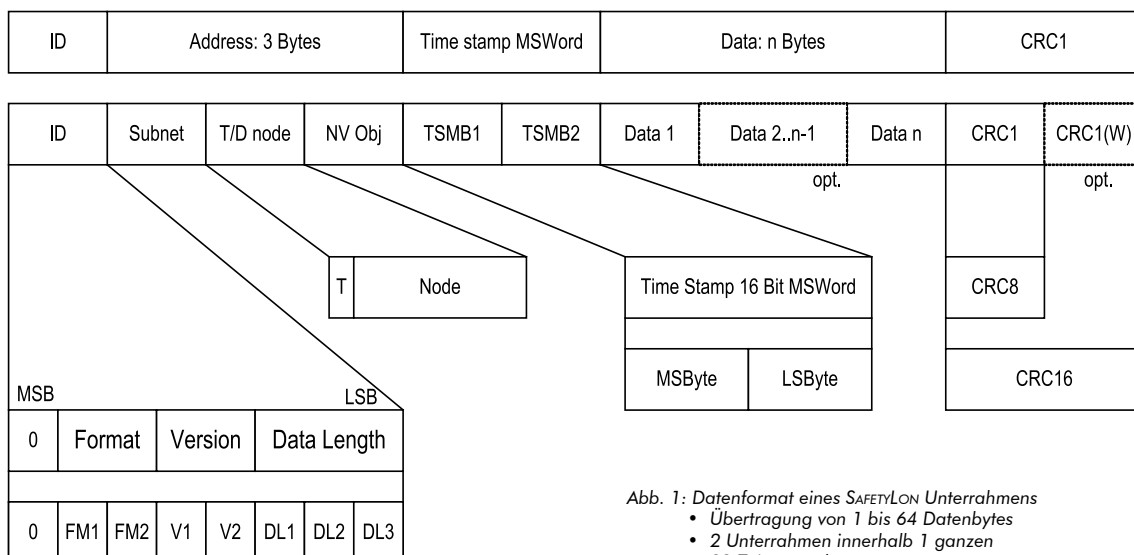 ID Address: 3 Bytes Time stamp MSWord Data: n Bytes CRC1
ID Subnet T/D node NV Obj TSMB1 TSMB2 Data 1 Data 2..n-1 Data n CRC1 CRC1(W)
opt. opt.
T Node Time Stamp 16 Bit MSWord CRC8
MSByte LSByte CRC16
MSB LSB
0 Format Version Data Length
0 FM1 FM2 V1 V2 DL1 DL2 DL3
Abb. 1: Datenformat eines SAFETYLON Unterrahmens
• Übertragung von 1 bis 64 Datenbytes
• 2 Unterrahmen innerhalb 1 ganzen